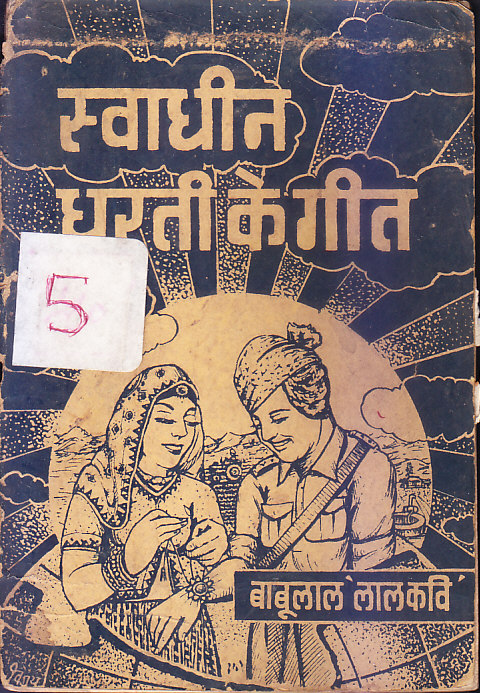 स्वाधीन
धरती के गीत
5
बाबूलाल 'लालकवि'